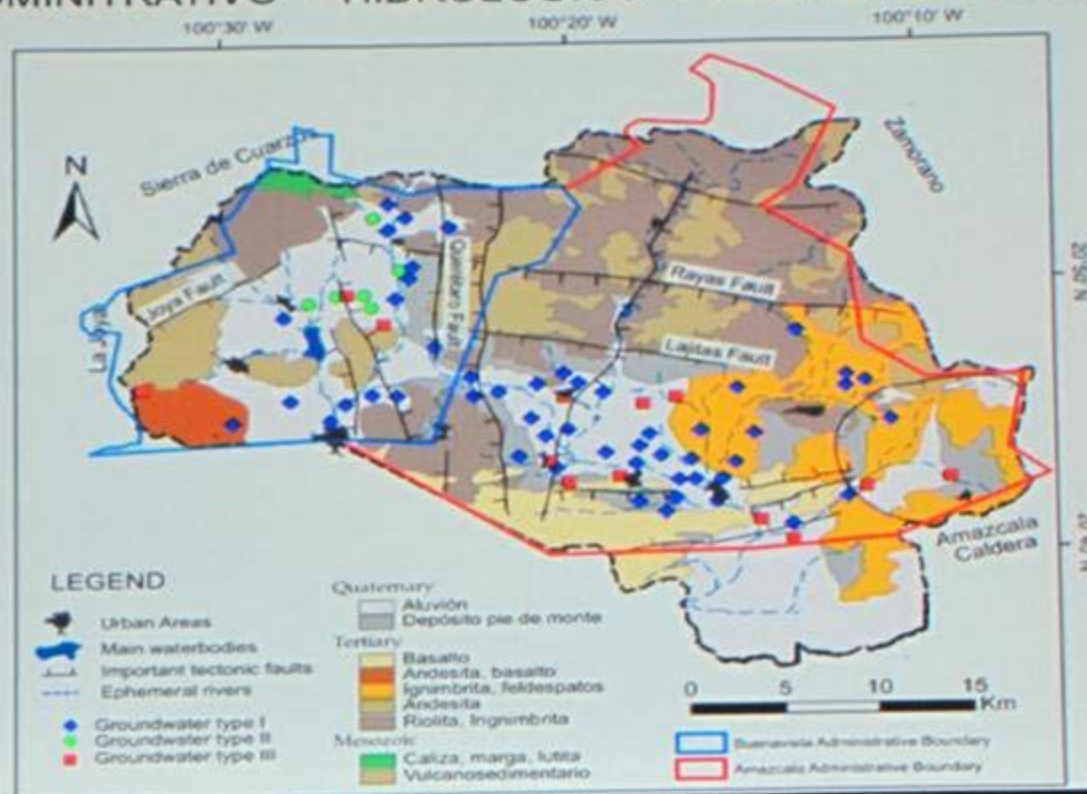 100°30' W 100°20' W 100°10' W
Zamorano
Sierra de Cuarzos
N
La Joya
Joya Fault
Querétaro Fault
Rayas Fault
Lajitas Fault
Amazcala
Caldera
LEGEND
Urban Areas
Main waterbodies
Important tectonic faults
Ephemeral rivers
Groundwater type I
Groundwater type II
Groundwater type III
Quaternary
Aluvión
Depósito pie de monte
Tertiary
Basalto
Andesita, basalto
Ignimbrita, feldespatos
Andesita
Riolita, Ingnimbrita
Mesozoic
Caliza, marga, lutita
Vulcanosedimentario
0 5 10 15
Km
Buenavista Administrative Boundary
Amazcala Administrative Boundary